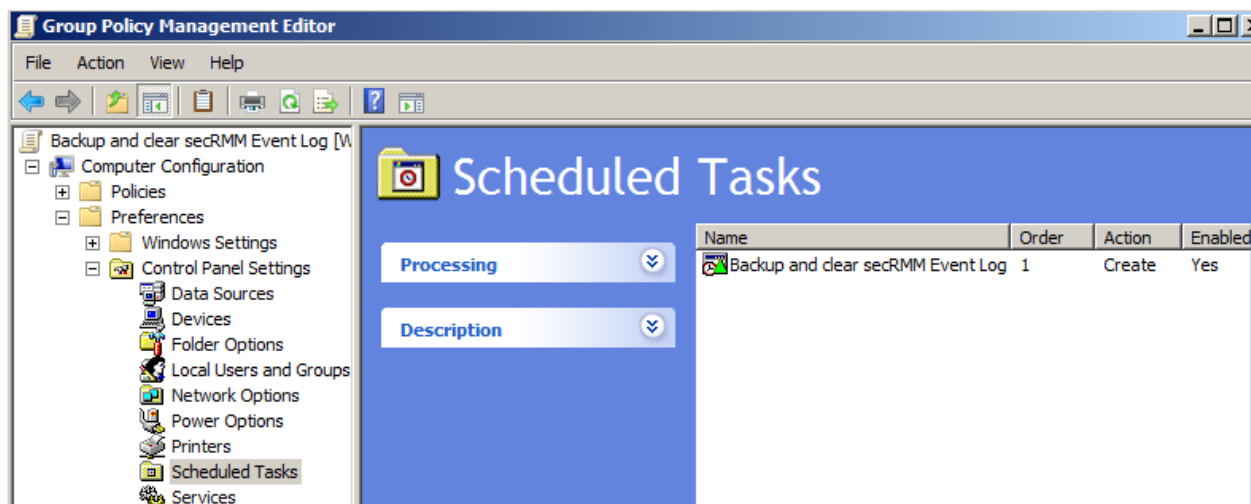 Group Policy Management Editor
File Action View Help
Backup and clear secRMM Event Log [W
Computer Configuration
Policies
Preferences
Windows Settings
Control Panel Settings
Data Sources
Devices
Folder Options
Local Users and Groups
Network Options
Power Options
Printers
Scheduled Tasks
Services
Scheduled Tasks
Processing
Description
Name Order Action Enabled
Backup and clear secRMM Event Log 1 Create Yes